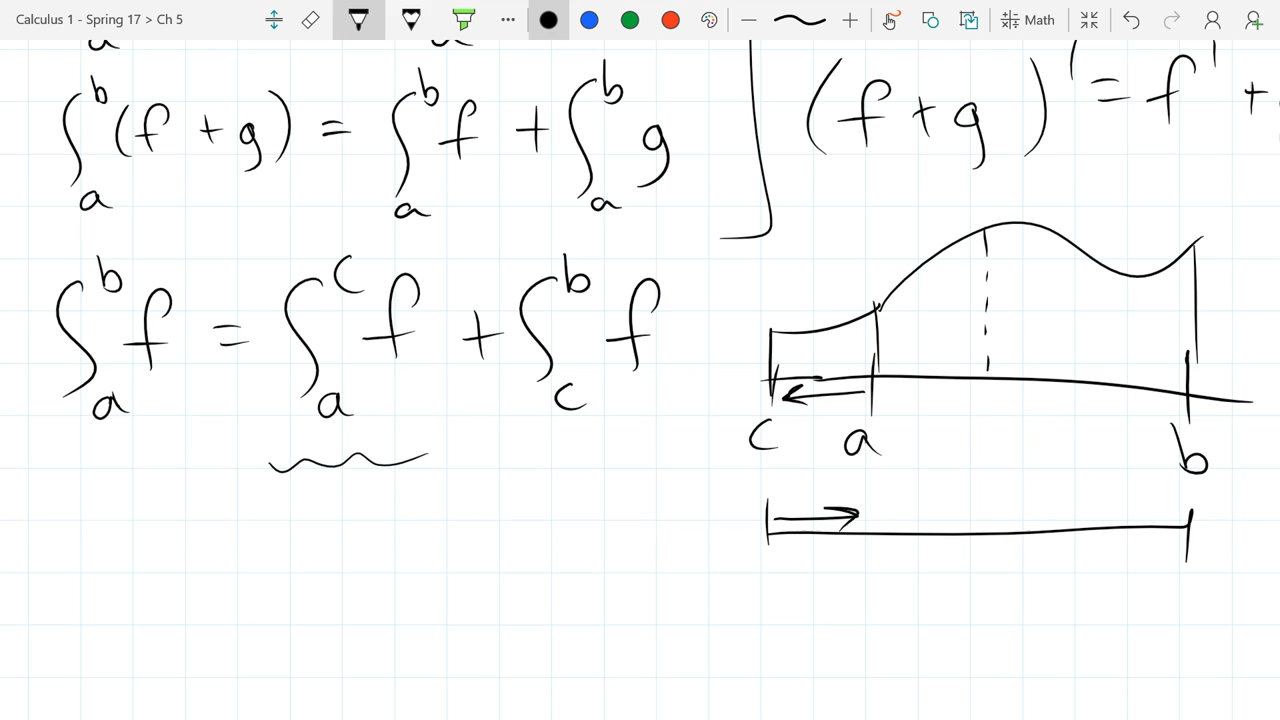 Calculus 1 - Spring 17 > Ch 5
Math
∫_a^b (f + g) = ∫_a^b f + ∫_a^b g
(f + g)' = f' +
∫_a^b f = ∫_a^c f + ∫_c^b f
c a b